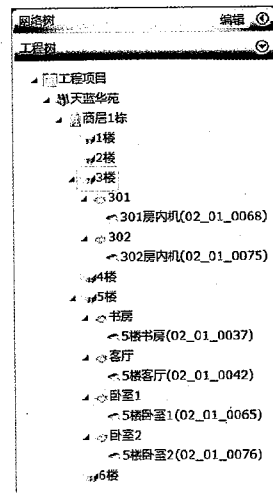 网络树 编辑
工程树
工程项目
天蓝华苑
商层1栋
1楼
2楼
3楼
301
301房内机(02_01_0068)
302
302房内机(02_01_0075)
4楼
5楼
书房
5楼书房(02_01_0037)
客厅
5楼客厅(02_01_0042)
卧室1
5楼卧室1(02_01_0065)
卧室2
5楼卧室2(02_01_0076)
6楼